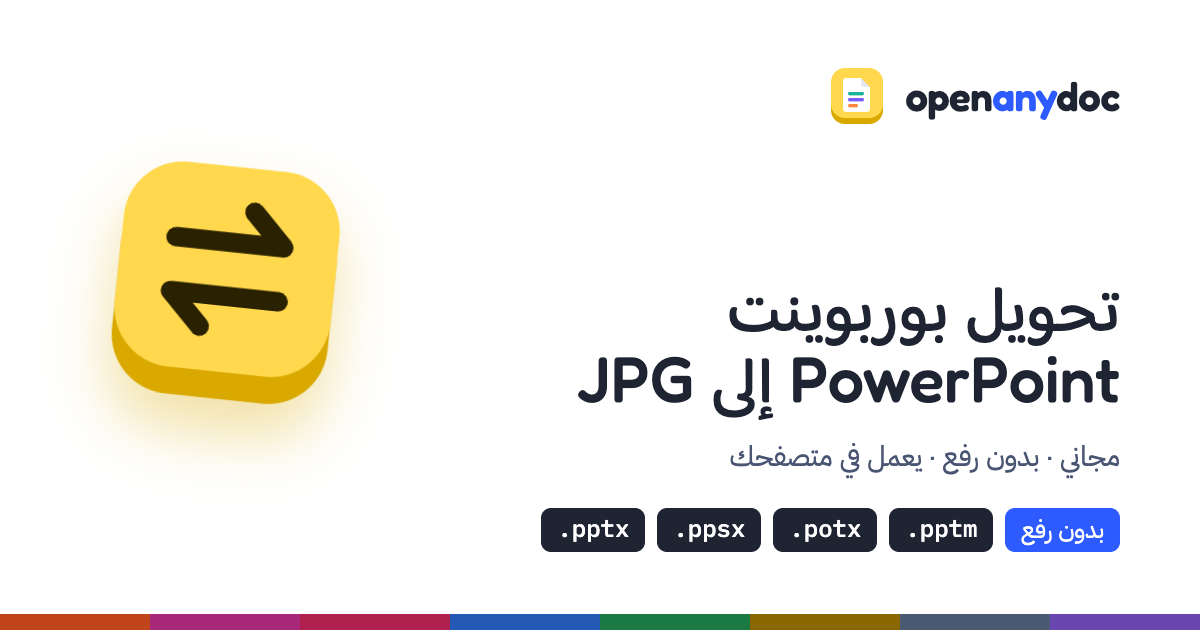 openanydoc
تحويل بوربوينت
PowerPoint إلى JPG
مجاني · بدون رفع · يعمل في متصفحك
بدون رفع .pptm .potx .ppsx .pptx